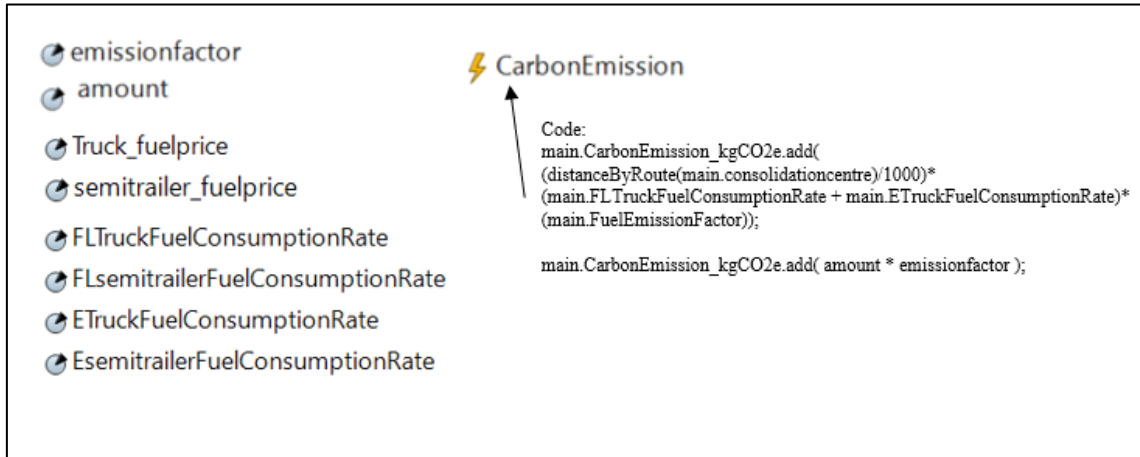 emissionfactor
amount
Truck_fuelprice
semitrailer_fuelprice
FLTruckFuelConsumptionRate
FLsemitrailerFuelConsumptionRate
ETruckFuelConsumptionRate
EsemitrailerFuelConsumptionRate
CarbonEmission
Code:
main.CarbonEmission_kgCO2e.add(
(distanceByRoute(main.consolidationcentre)/1000)*
(main.FLTruckFuelConsumptionRate + main.ETruckFuelConsumptionRate)*
(main.FuelEmissionFactor));
main.CarbonEmission_kgCO2e.add( amount * emissionfactor );